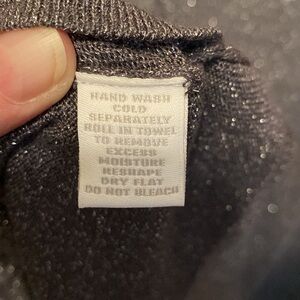 HAND WASH
COLD
SEPARATELY
ROLL IN TOWEL
TO REMOVE
EXCESS
MOISTURE
RESHAPE
DRY FLAT
DO NOT BLEACH